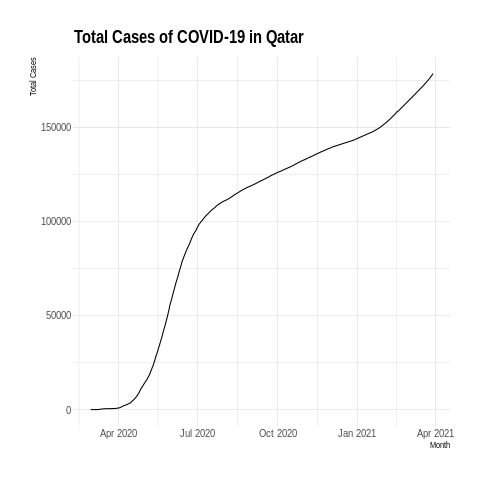 Total Cases of COVID-19 in Qatar
Total Cases
150000
100000
50000
0
Apr 2020 Jul 2020 Oct 2020 Jan 2021 Apr 2021
Month